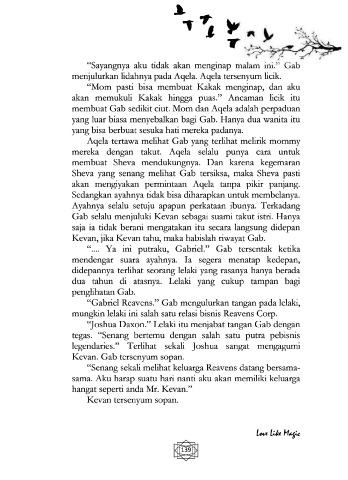 "Sayangnya aku tidak akan menginap malam ini." Gab
menjulurkan lidahnya pada Aqela. Aqela tersenyum licik.
"Mom pasti bisa membuat Kakak menginap, dan aku
akan memukuli Kakak hingga puas." Ancaman licik itu
membuat Gab sedikit ciut. Mom dan Aqela adalah perpaduan
yang luar biasa menyebalkan bagi Gab. Hanya dua wanita itu
yang bisa berbuat sesuka hati mereka padanya.
Aqela tertawa melihat Gab yang terlihat melirik mommy
mereka dengan takut. Aqela selalu punya cara untuk
membuat Sheva mendukungnya. Dan karena kegemaran
Sheva yang senang melihat Gab tersiksa, maka Sheva pasti
akan mengiyakan permintaan Aqela tanpa pikir panjang.
Sedangkan ayahnya tidak bisa diharapkan untuk membelanya.
Ayahnya selalu setuju apapun perkataan ibunya. Terkadang
Gab selalu menjuluki Kevan sebagai suami takut istri. Hanya
saja ia tidak berani mengatakan itu secara langsung didepan
Kevan, jika Kevan tahu, maka habislah riwayat Gab.
".... Ya ini putraku, Gabriel." Gab tersentak ketika
mendengar suara ayahnya. Ia segera menatap kedepan,
didepannya terlihat seorang lelaki yang rasanya hanya berada
dua tahun di atasnya. Lelaki yang cukup tampan bagi
penglihatan Gab.
"Gabriel Reavens." Gab mengulurkan tangan pada lelaki,
mungkin lelaki ini salah satu relasi bisnis Reavens Corp.
"Joshua Daxon." Lelaki itu menjabat tangan Gab dengan
tegas. "Senang bertemu dengan salah satu putra pebisnis
legendaries." Terlihat sekali Joshua sangat mengagumi
Kevan. Gab tersenyum sopan.
"Senang sekali melihat keluarga Reavens datang bersama-
sama. Aku harap suatu hari nanti aku akan memiliki keluarga
hangat seperti anda Mr. Kevan."
Kevan tersenyum sopan.
Love Like Magic
139